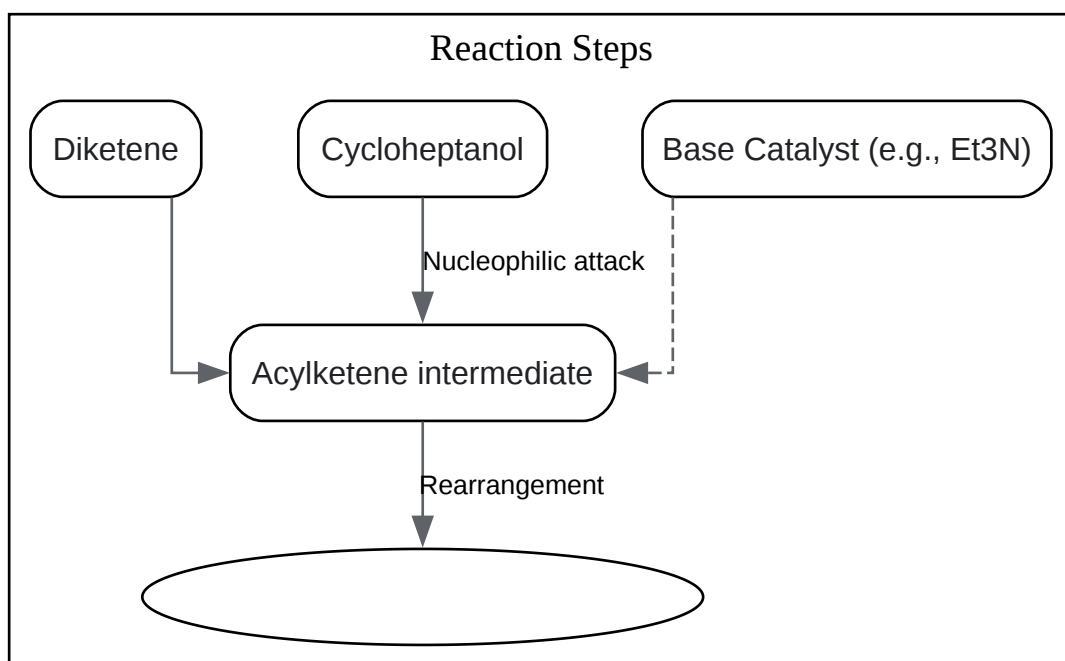 Reaction Steps
Diketene
Cycloheptanol
Base Catalyst (e.g., Et3N)
Nucleophilic attack
Acylketene intermediate
Rearrangement